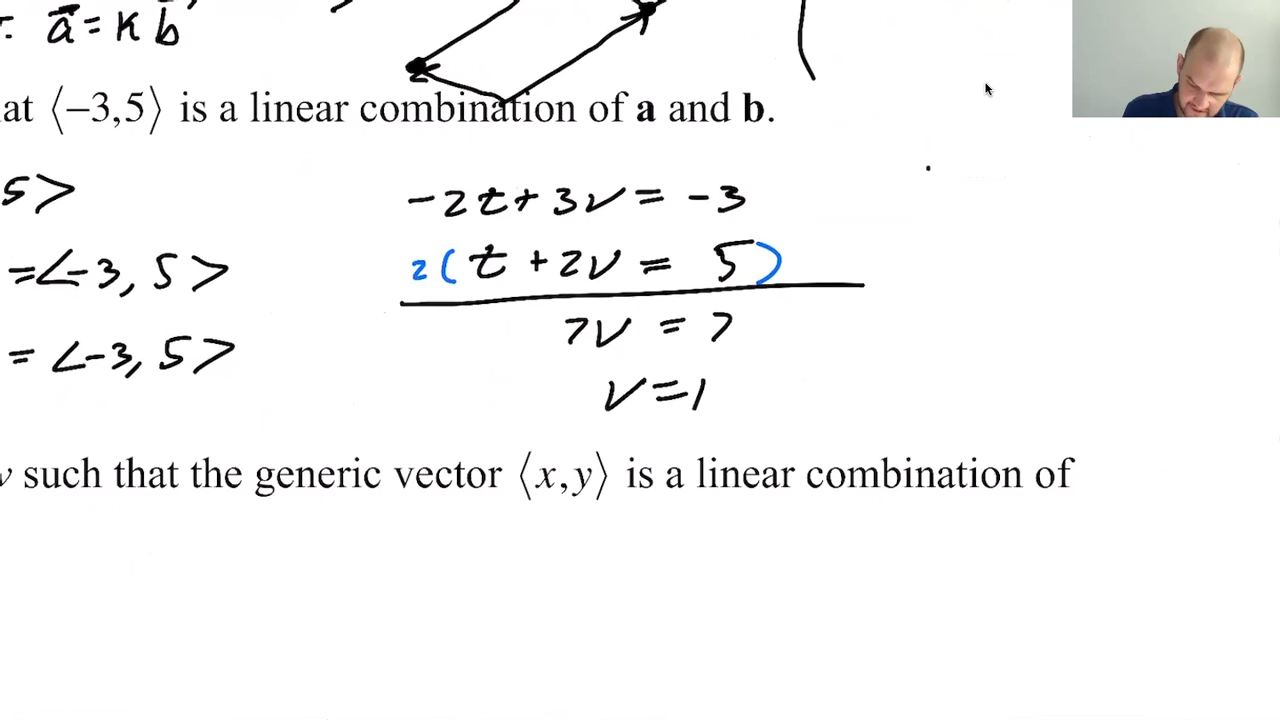 : a⃗ = K b⃗
at ⟨−3,5⟩ is a linear combination of a and b.
5>
-2t + 3v = -3
= <-3, 5>
2( t + 2v = 5 )
7v = 7
= <-3, 5>
v = 1
v such that the generic vector ⟨x, y⟩ is a linear combination of